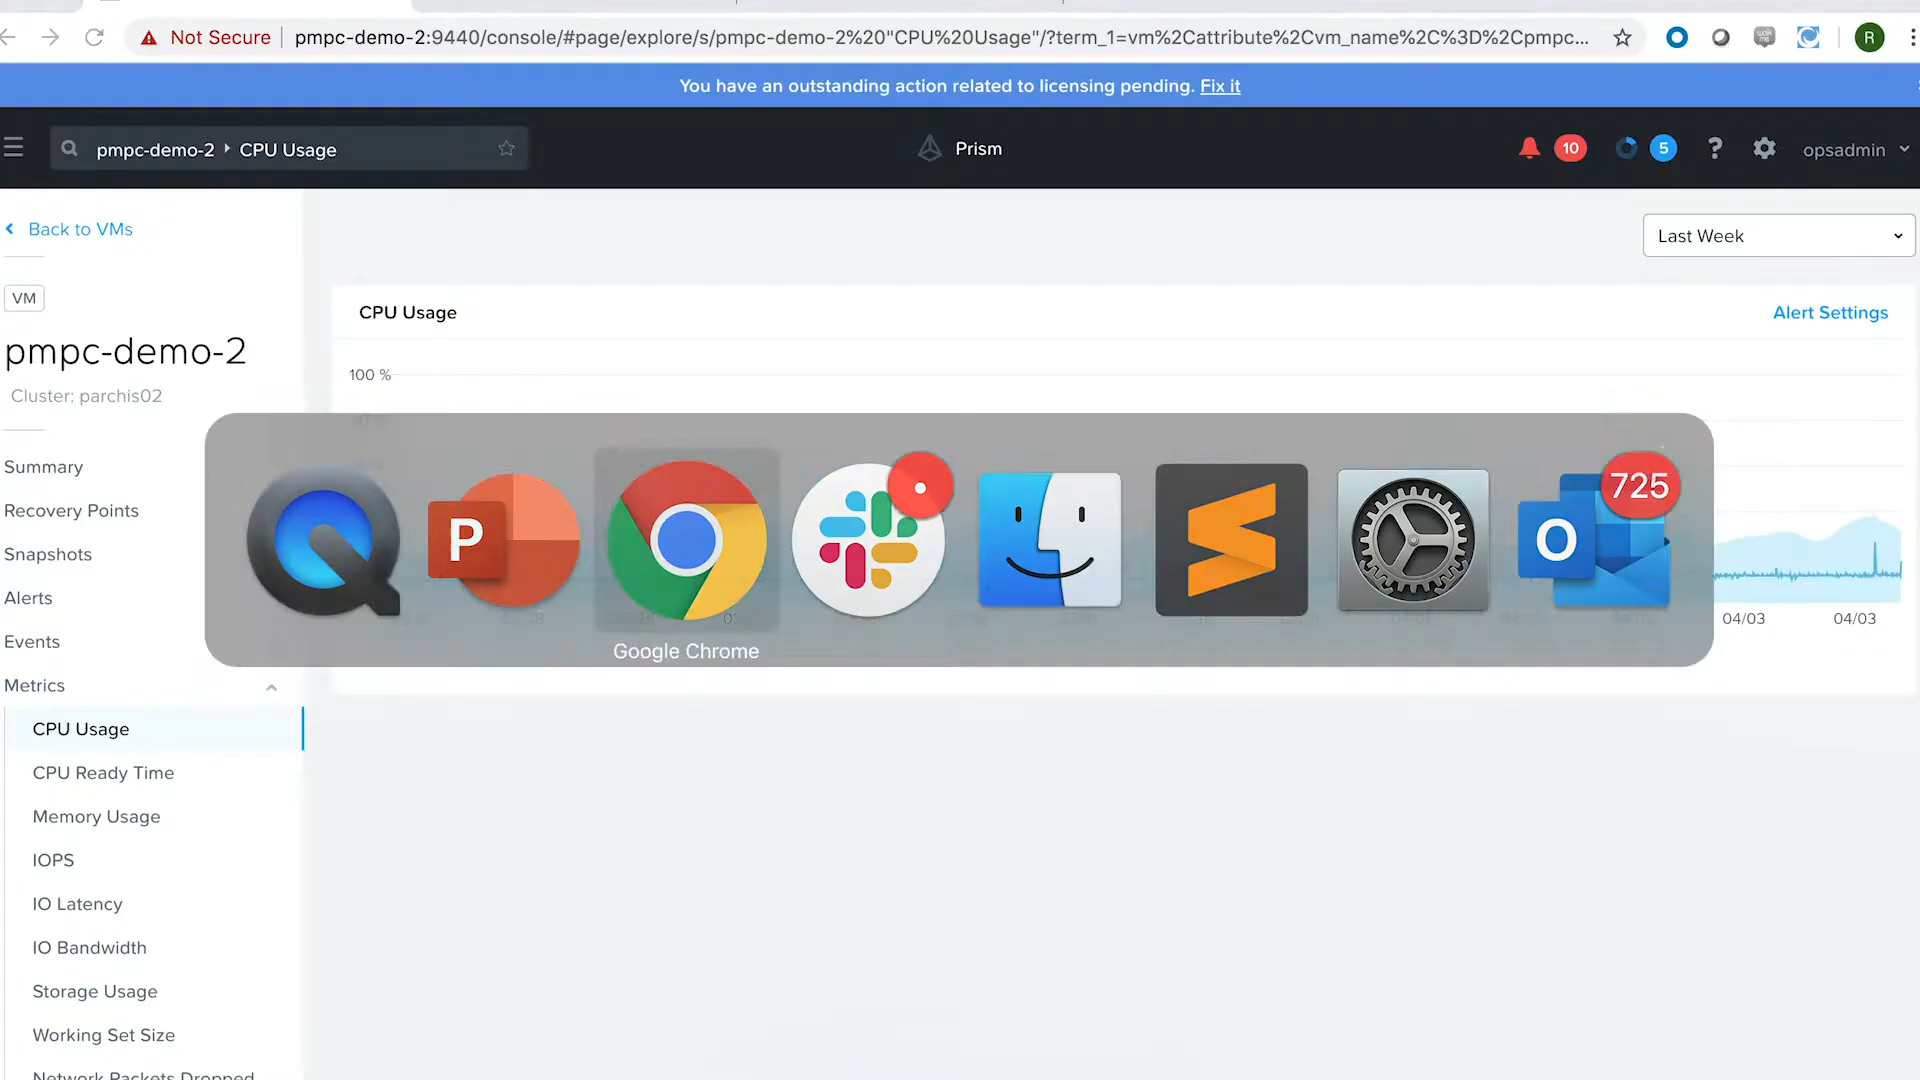 Not Secure
pmpc-demo-2:9440/console/#page/explore/s/pmpc-demo-2%20"CPU%20Usage"/?term_1=vm%2Cattribute%2Cvm_name%2C%3D%2Cpmpc...
R
You have an outstanding action related to licensing pending. Fix it
pmpc-demo-2 CPU Usage
Prism
10
5
?
opsadmin
Back to VMs
Last Week
VM
CPU Usage
Alert Settings
pmpc-demo-2
100 %
Cluster: parchis02
Summary
Recovery Points
Snapshots
Alerts
Events
Metrics
CPU Usage
CPU Ready Time
Memory Usage
IOPS
IO Latency
IO Bandwidth
Storage Usage
Working Set Size
Network Packets Dropped
P
725
O
Google Chrome
04/03
04/03